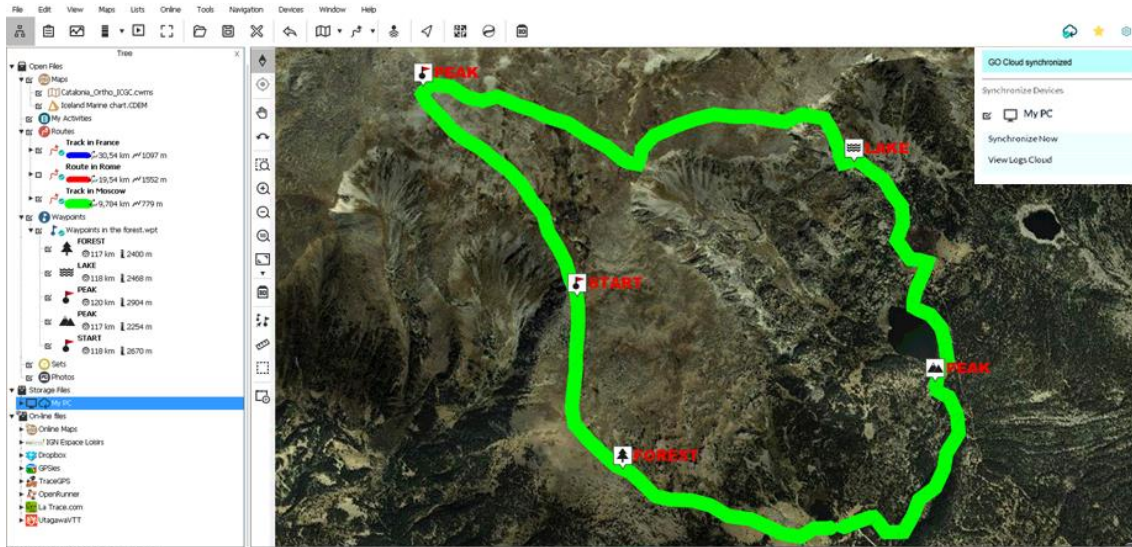 File Edit View Maps Lists Online Tools Navigation Devices Window Help
Tree X
Open Files
Maps
Catalonia_Ortho_ICGC.cwms
Iceland Marine chart.CDEM
My Activities
Routes
Track in France
30,54 km 1097 m
Route in Rome
19,54 km 1552 m
Track in Moscow
9,784 km 779 m
Waypoints
Waypoints in the forest.wpt
FOREST
117 km 2400 m
LAKE
118 km 2468 m
PEAK
120 km 2904 m
PEAK
117 km 2254 m
START
118 km 2670 m
Sets
Photos
Storage Files
My PC
On-line files
Online Maps
IGN Espace Loisirs
Dropbox
GPSies
TraceGPS
OpenRunner
La Trace.com
UtagawaVTT
PEAK
LAKE
START
PEAK
FOREST
GO Cloud synchronized
Synchronize Devices
My PC
Synchronize Now
View Logs Cloud